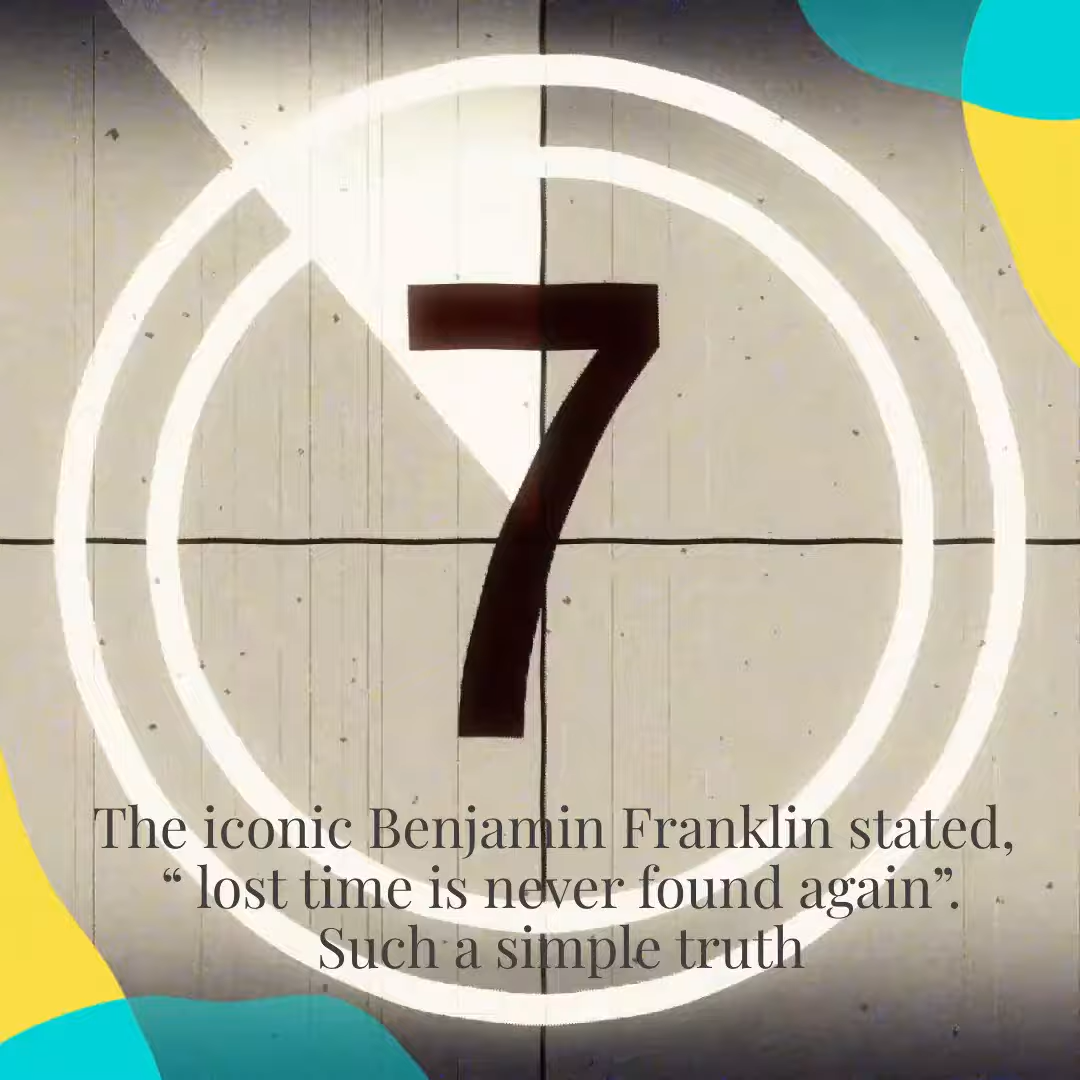 7
The iconic Benjamin Franklin stated,
“ lost time is never found again”.
Such a simple truth